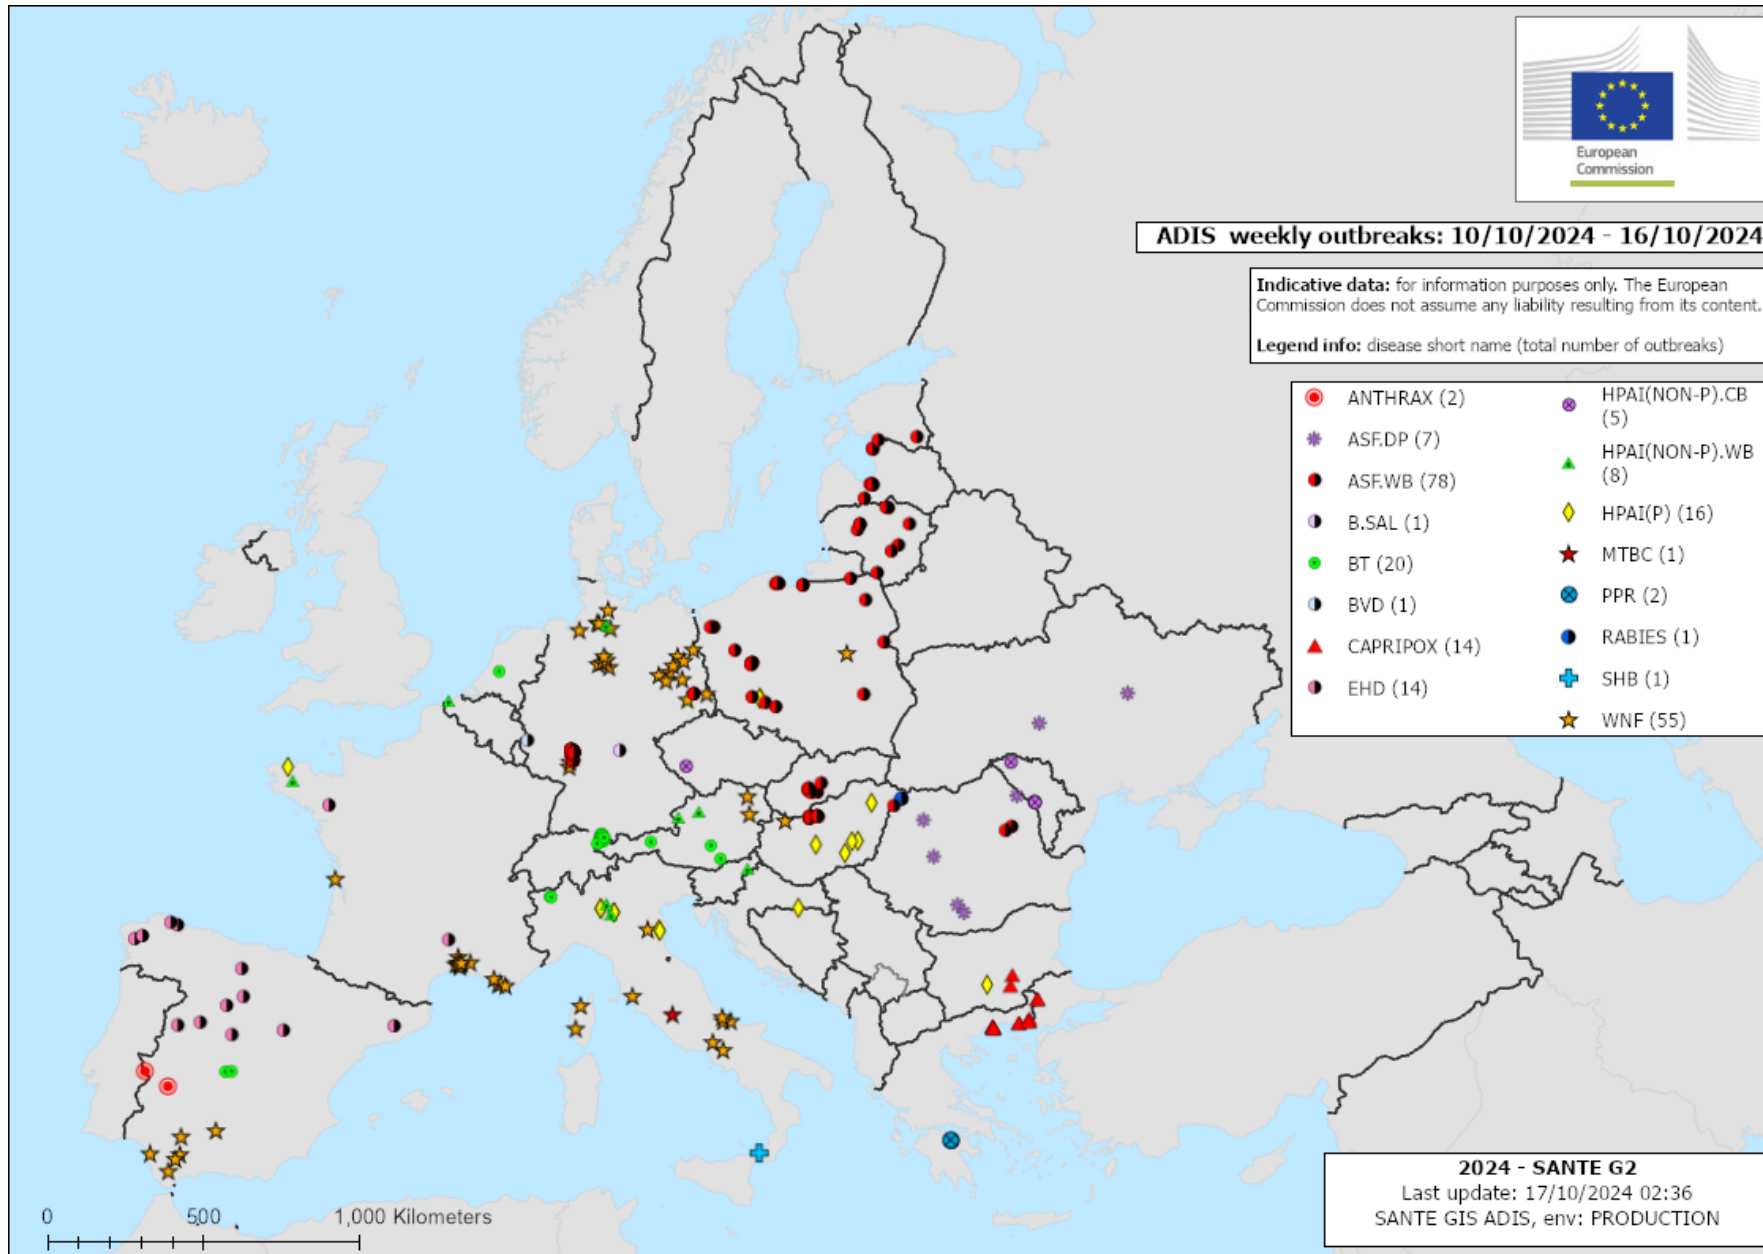 European
Commission
ADIS weekly outbreaks: 10/10/2024 - 16/10/2024
Indicative data: for information purposes only. The European
Commission does not assume any liability resulting from its content.
Legend info: disease short name (total number of outbreaks)
ANTHRAX (2)
ASF.DP (7)
ASF.WB (78)
B.SAL (1)
BT (20)
BVD (1)
CAPRIPOX (14)
EHD (14)
HPAI(NON-P).CB
(5)
HPAI(NON-P).WB
(8)
HPAI(P) (16)
MTBC (1)
PPR (2)
RABIES (1)
SHB (1)
WNF (55)
2024 - SANTE G2
Last update: 17/10/2024 02:36
SANTE GIS ADIS, env: PRODUCTION
0 500 1,000 Kilometers